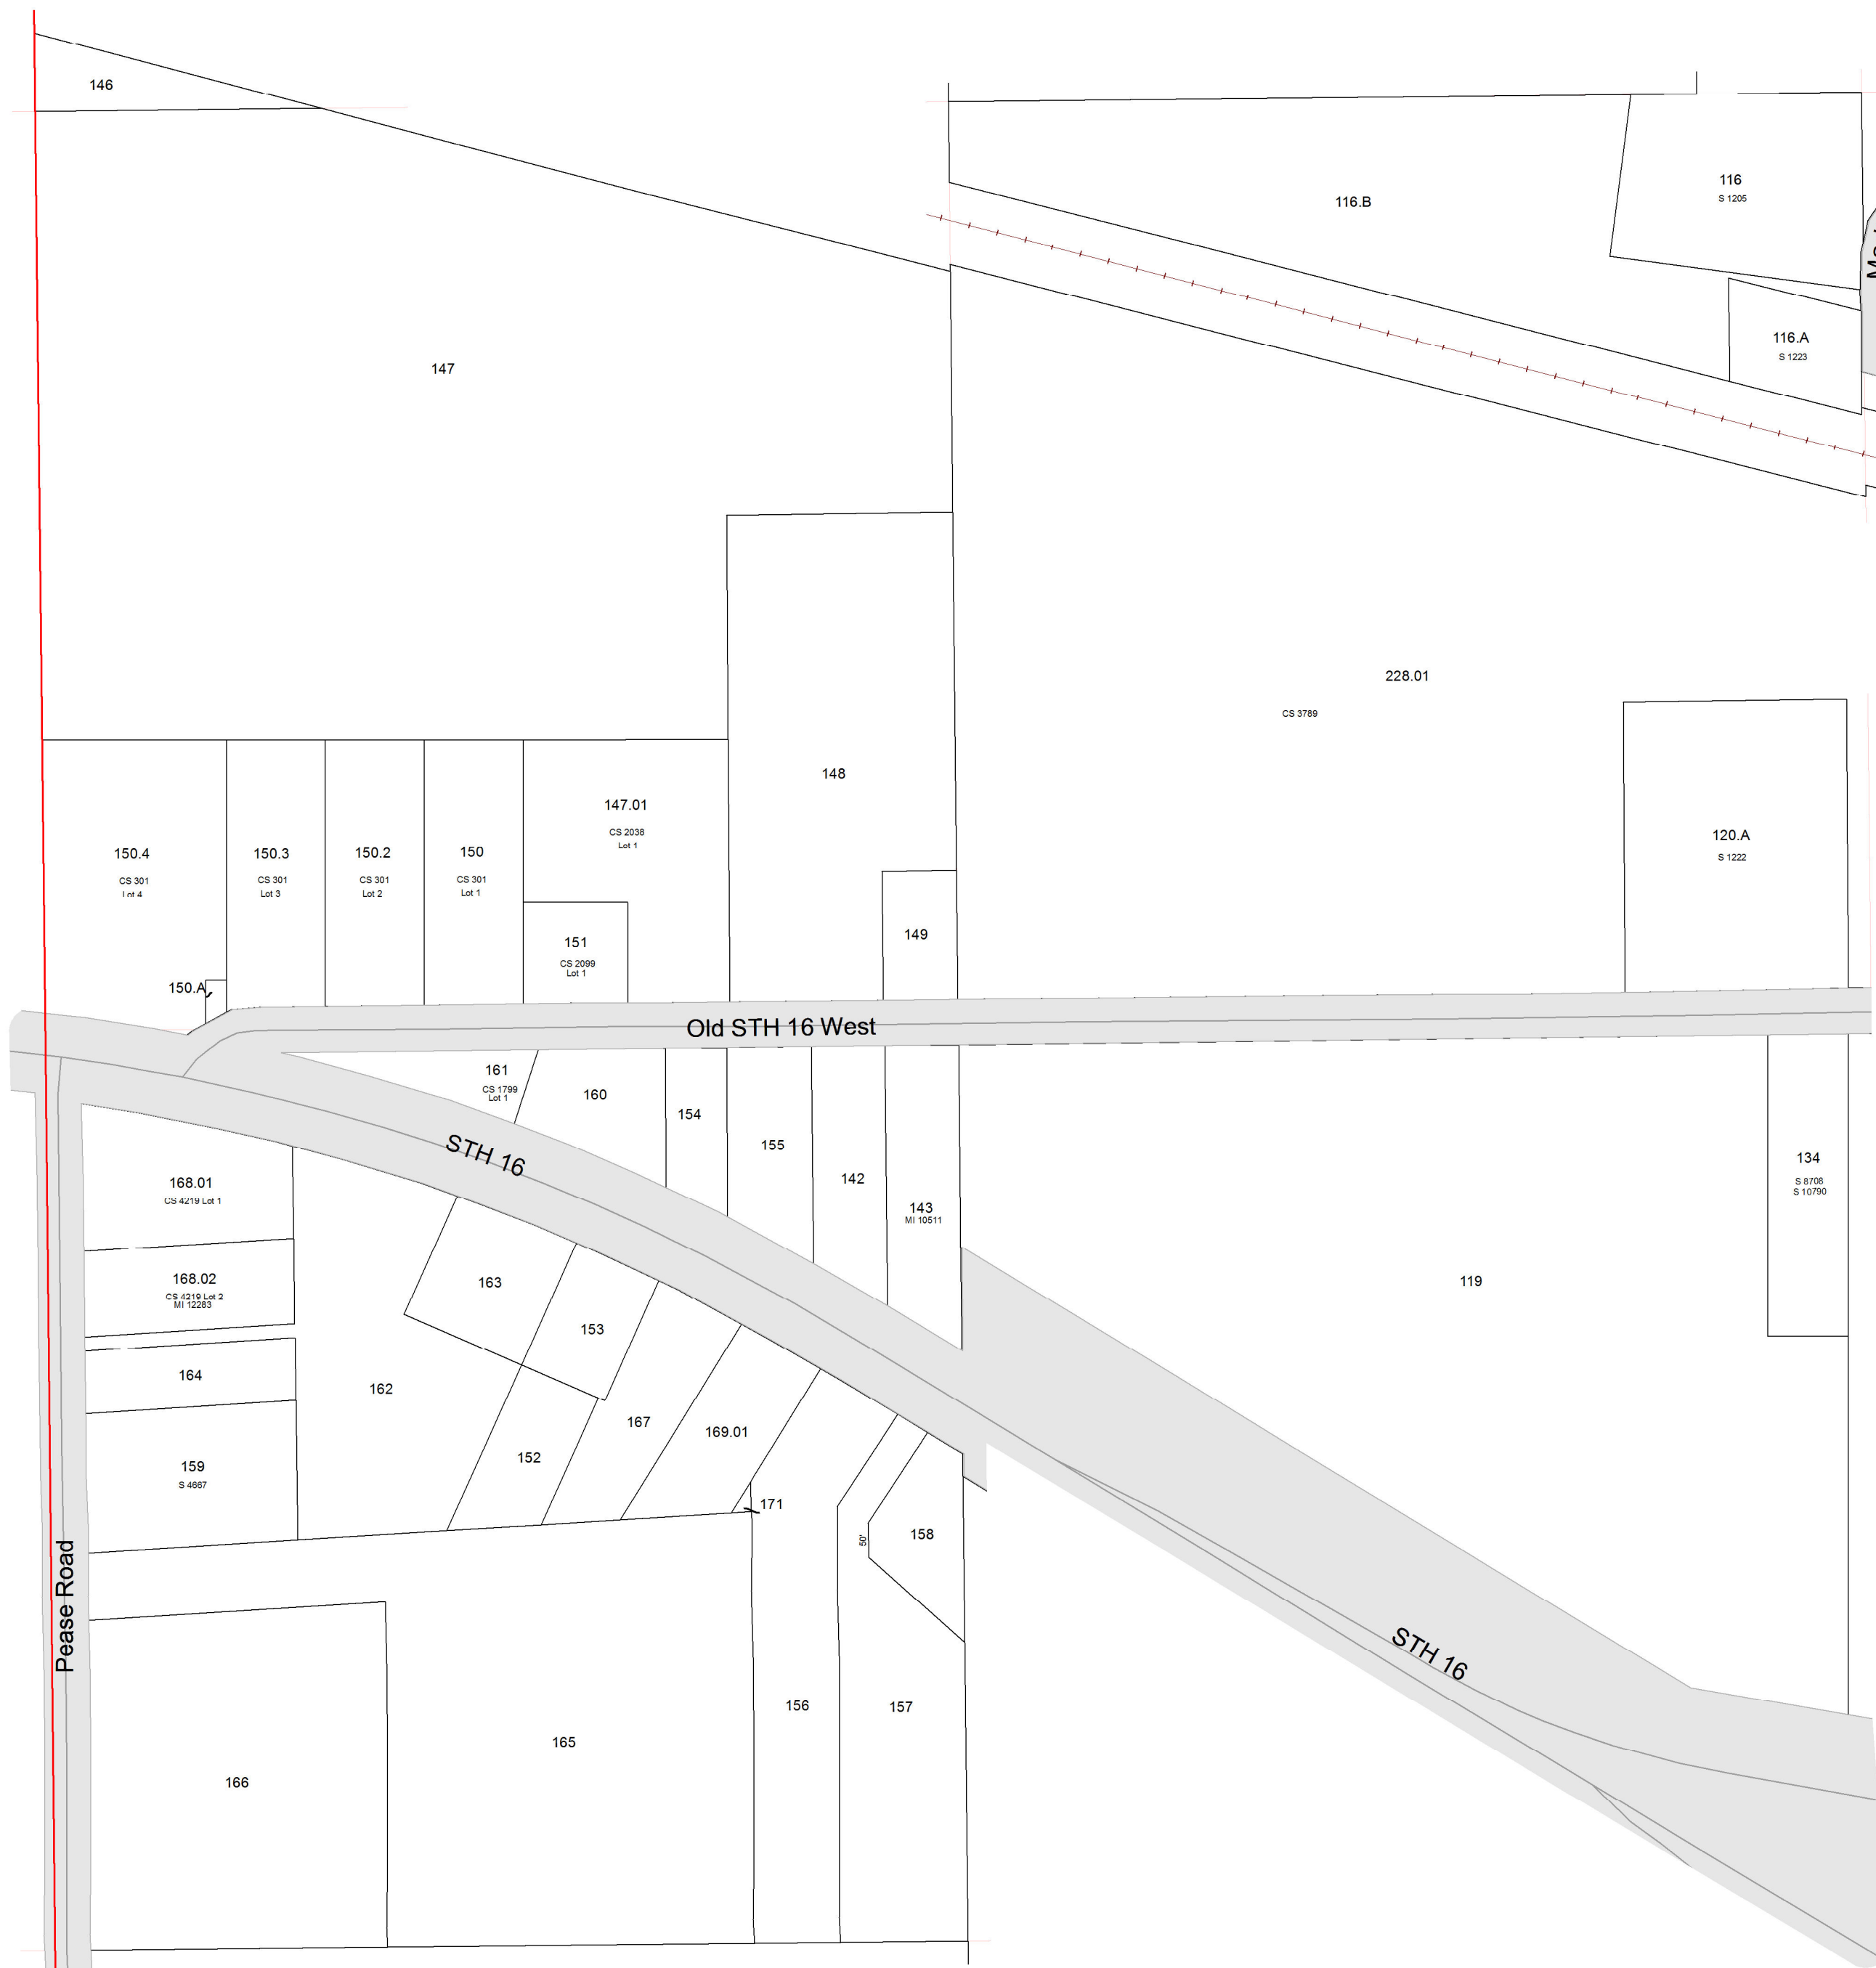 146
116
S 1205
116.B
116.A
S 1223
147
228.01
CS 3789
148
147.01
CS 2038
Lot 1
120.A
S 1222
150.4
CS 301
Lot 4
150.3
CS 301
Lot 3
150.2
CS 301
Lot 2
150
CS 301
Lot 1
151
CS 2099
Lot 1
149
150.A
Old STH 16 West
161
CS 1799
Lot 1
160
154
155
STH 16
142
143
MI 10511
134
S 8708
S 10790
168.01
CS 4219 Lot 1
168.02
CS 4219 Lot 2
MI 12283
163
119
153
164
162
167
169.01
152
159
S 4667
171
50'
158
Pease Road
STH 16
156
157
165
166